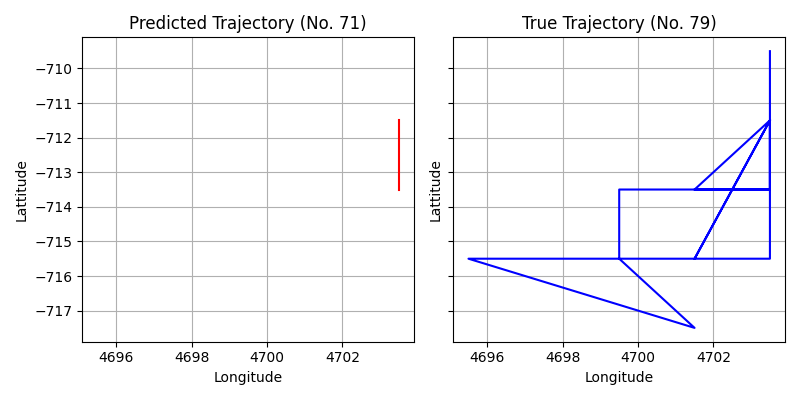 Predicted Trajectory (No. 71)
True Trajectory (No. 79)
Lattitude
−710
−711
−712
−713
−714
−715
−716
−717
4696
4698
4700
4702
Longitude
Lattitude
4696
4698
4700
4702
Longitude